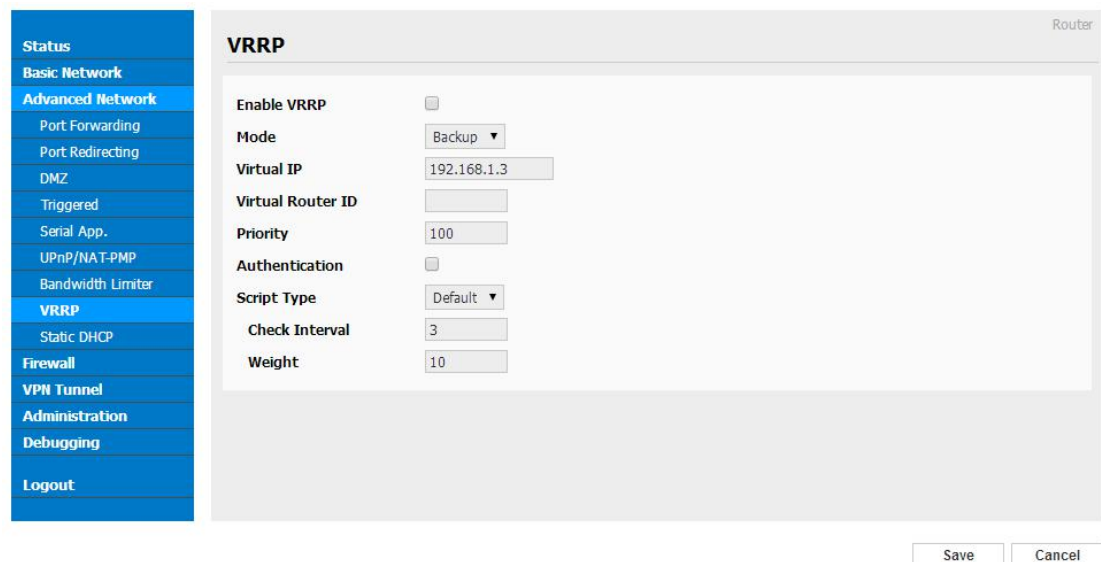 Router
Status
Basic Network
Advanced Network
Port Forwarding
Port Redirecting
DMZ
Triggered
Serial App.
UPnP/NAT-PMP
Bandwidth Limiter
VRRP
Static DHCP
Firewall
VPN Tunnel
Administration
Debugging
Logout
VRRP
Enable VRRP
Mode Backup
Virtual IP 192.168.1.3
Virtual Router ID
Priority 100
Authentication
Script Type Default
Check Interval 3
Weight 10
Save Cancel